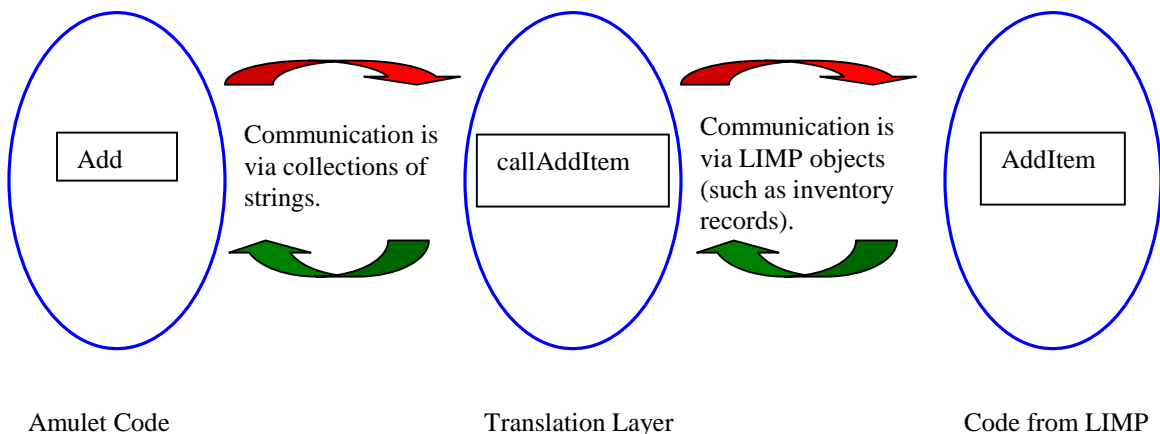 Add
Communication is
via collections of
strings.
callAddItem
Communication is
via LIMP objects
(such as inventory
records).
AddItem
Amulet Code
Translation Layer
Code from LIMP